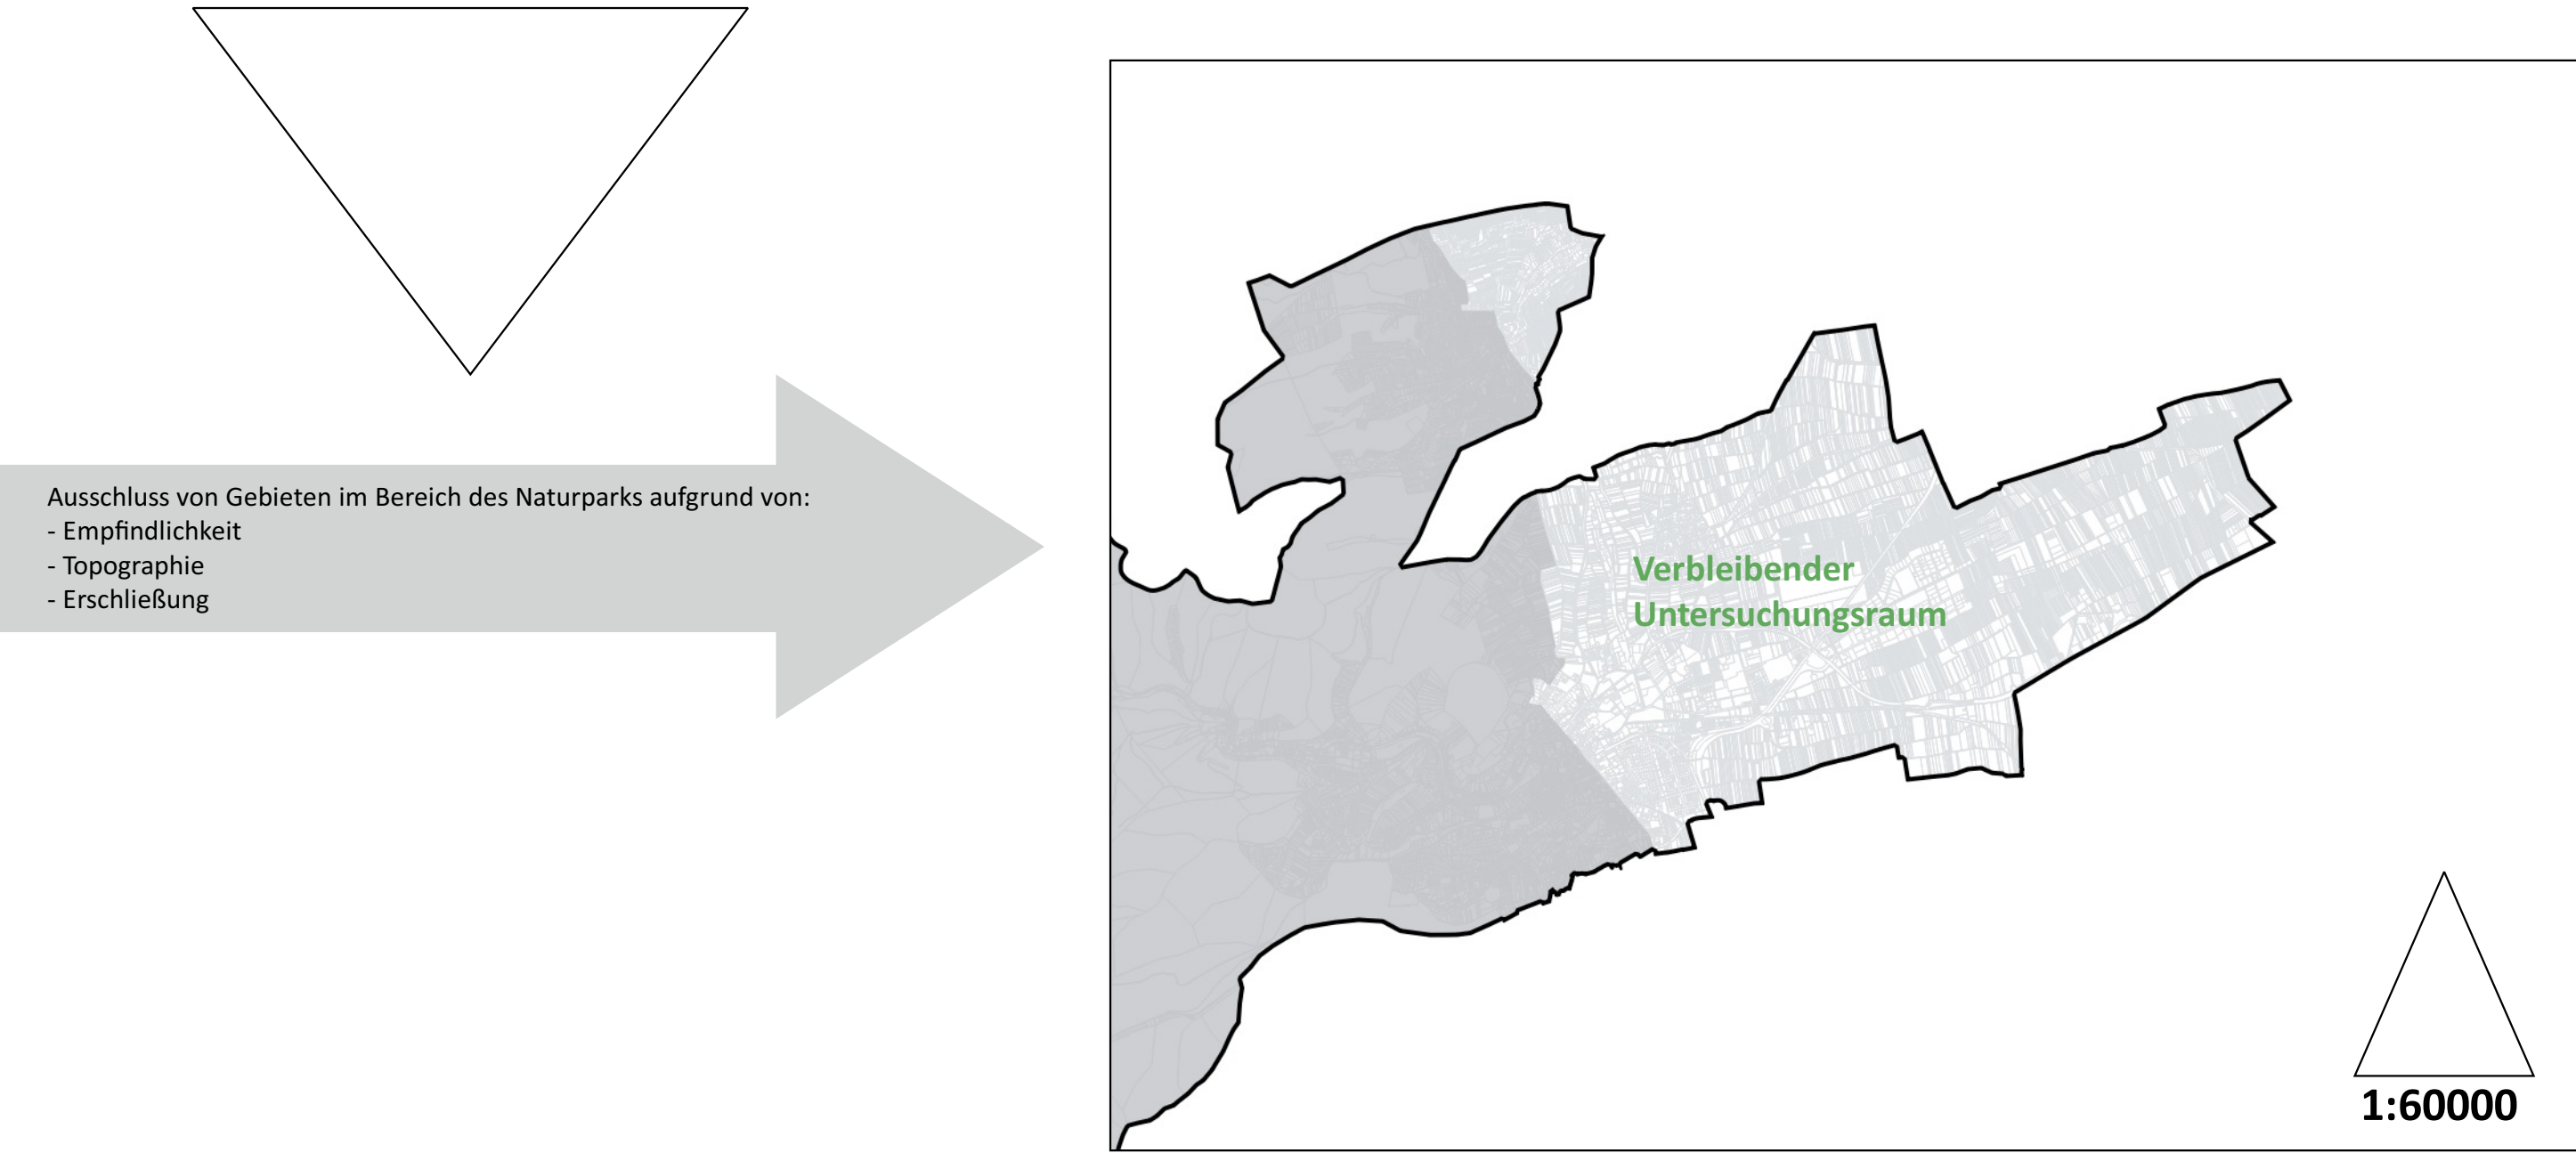 Ausschluss von Gebieten im Bereich des Naturparks aufgrund von:
- Empfindlichkeit
- Topographie
- Erschließung
Verbleibender
Untersuchungsraum
1:60000